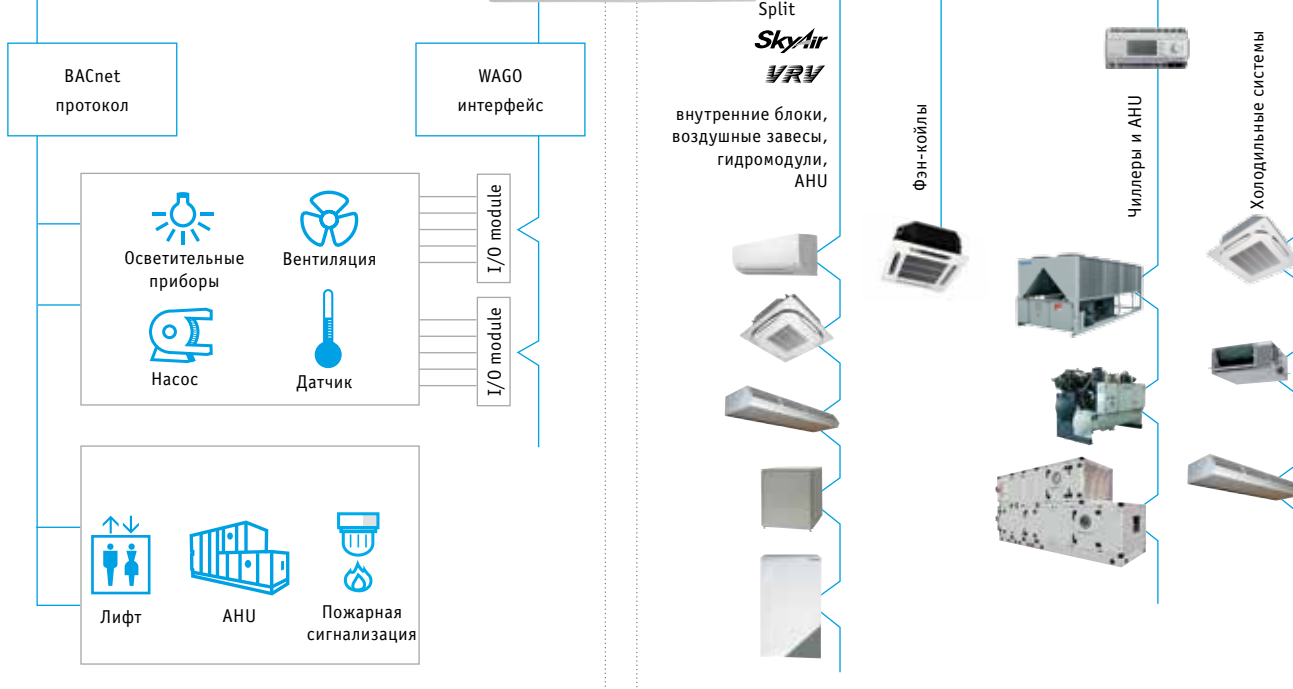 BACnet
протокол
WAGO
интерфейс
I/O module
I/O module
Осветительные
приборы
Вентиляция
Насос
Датчик
Лифт
AHU
Пожарная
сигнализация
Split
SkyAir
VRV
внутренние блоки,
воздушные завесы,
гидромодули,
AHU
Фэн-койлы
Чиллеры и AHU
Холодильные системы